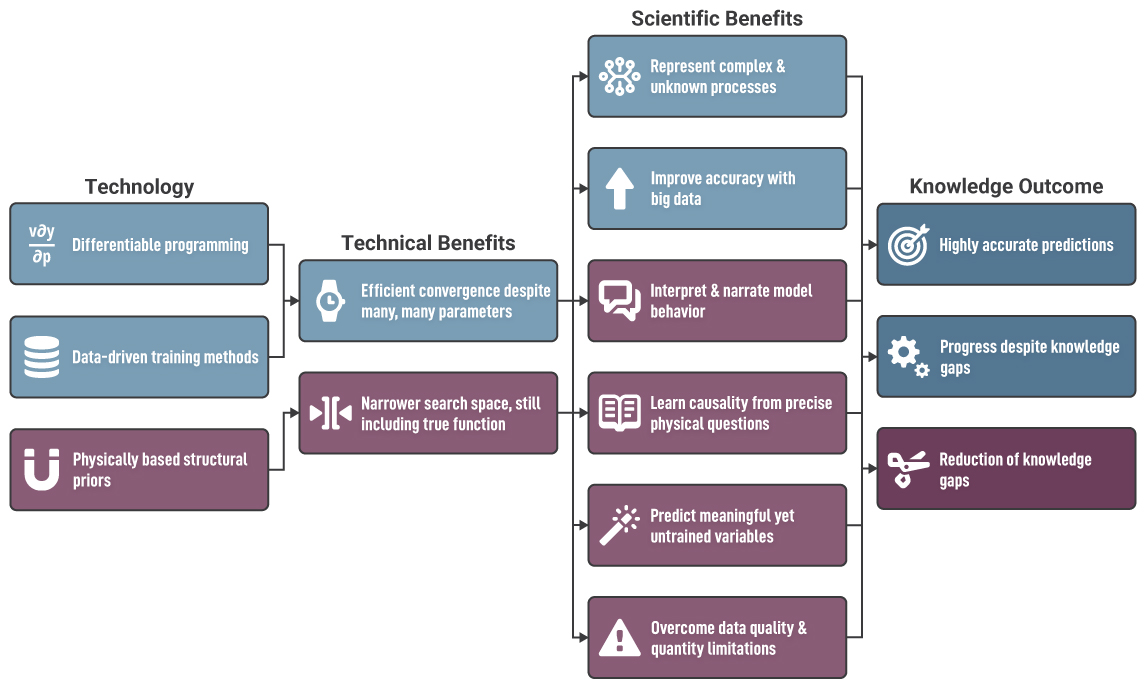 Technology
v∂y
∂p
Differentiable programming
Data-driven training methods
Physically based structural
priors
Technical Benefits
Efficient convergence despite
many, many parameters
Narrower search space, still
including true function
Scientific Benefits
Represent complex &
unknown processes
Improve accuracy with
big data
Interpret & narrate model
behavior
Learn causality from precise
physical questions
Predict meaningful yet
untrained variables
Overcome data quality &
quantity limitations
Knowledge Outcome
Highly accurate predictions
Progress despite knowledge
gaps
Reduction of knowledge
gaps